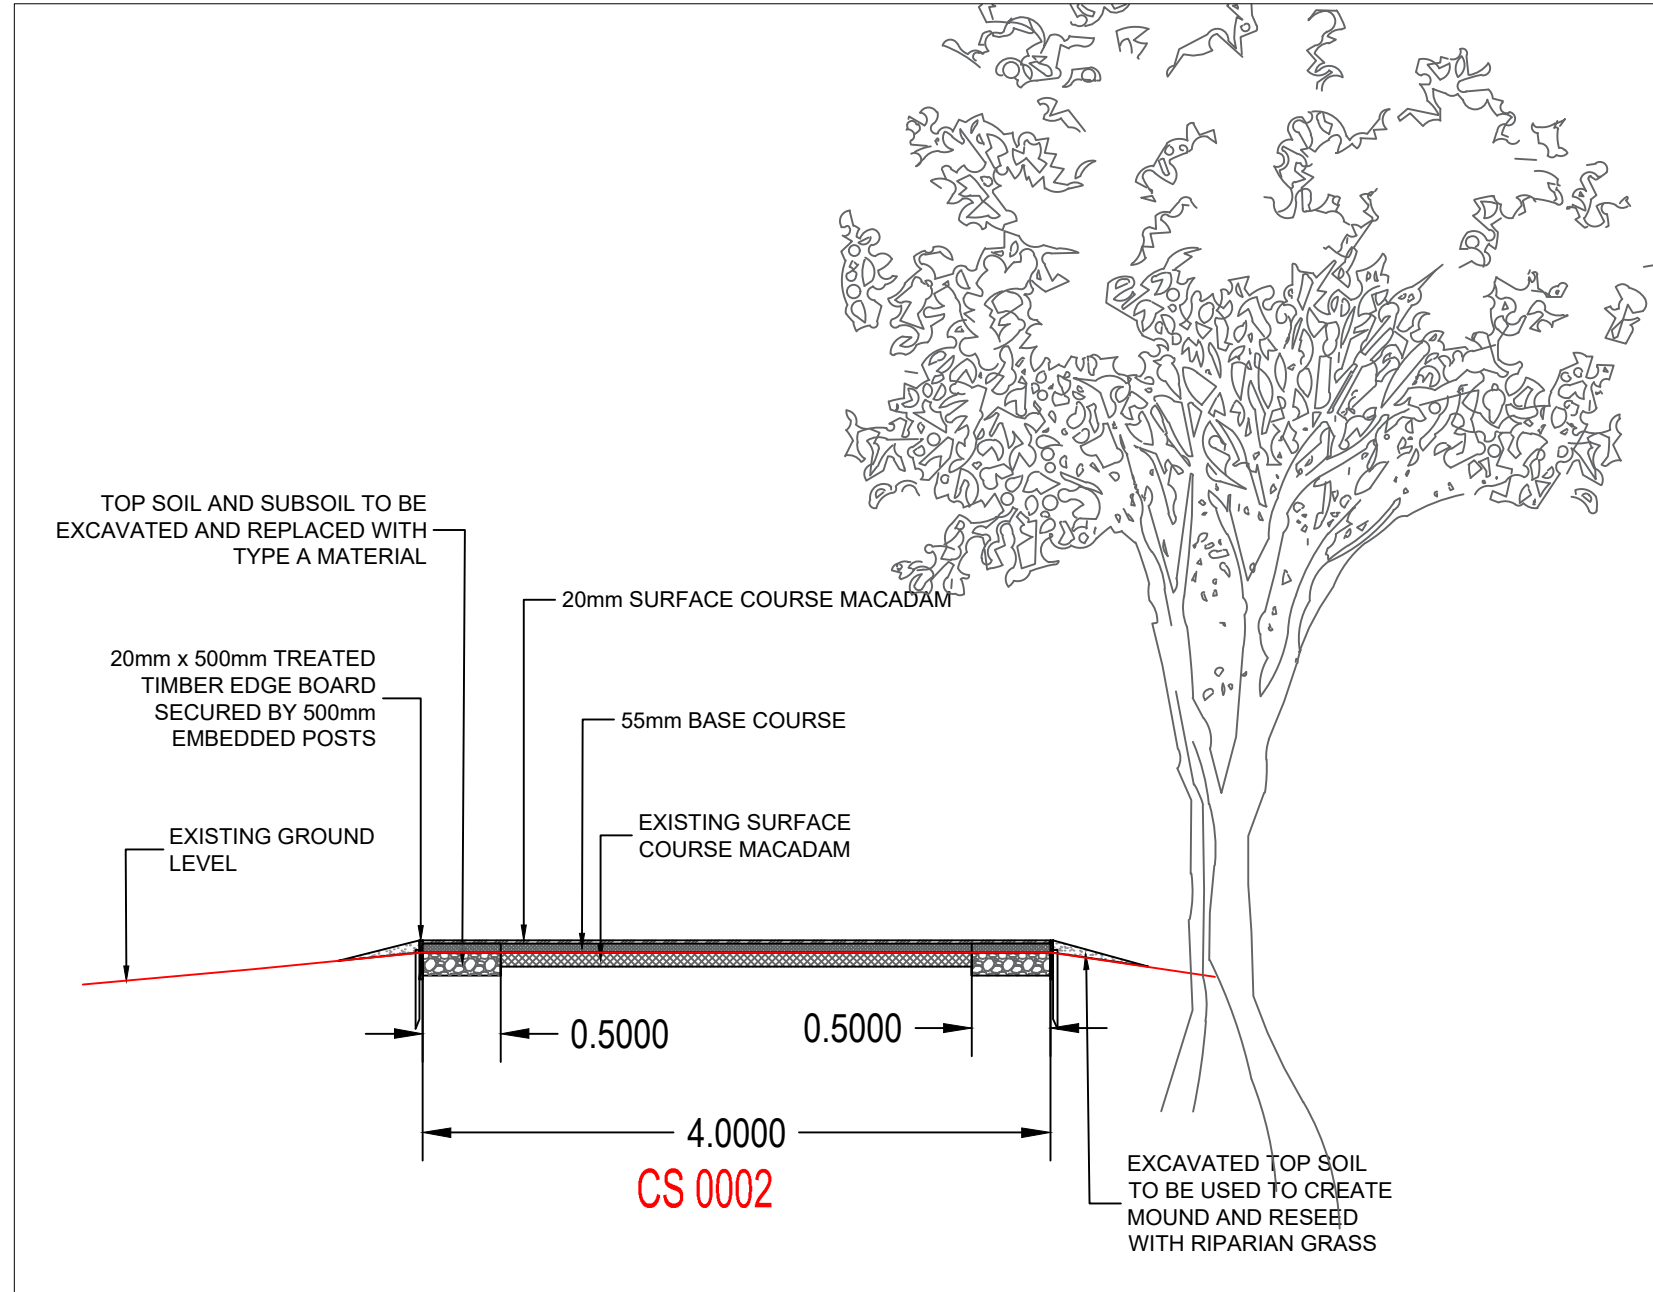 TOP SOIL AND SUBSOIL TO BE
EXCAVATED AND REPLACED WITH
TYPE A MATERIAL
20mm SURFACE COURSE MACADAM
20mm x 500mm TREATED
TIMBER EDGE BOARD
SECURED BY 500mm
EMBEDDED POSTS
55mm BASE COURSE
EXISTING GROUND
LEVEL
EXISTING SURFACE
COURSE MACADAM
0.5000
0.5000
4.0000
CS 0002
EXCAVATED TOP SOIL
TO BE USED TO CREATE
MOUND AND RESEED
WITH RIPARIAN GRASS